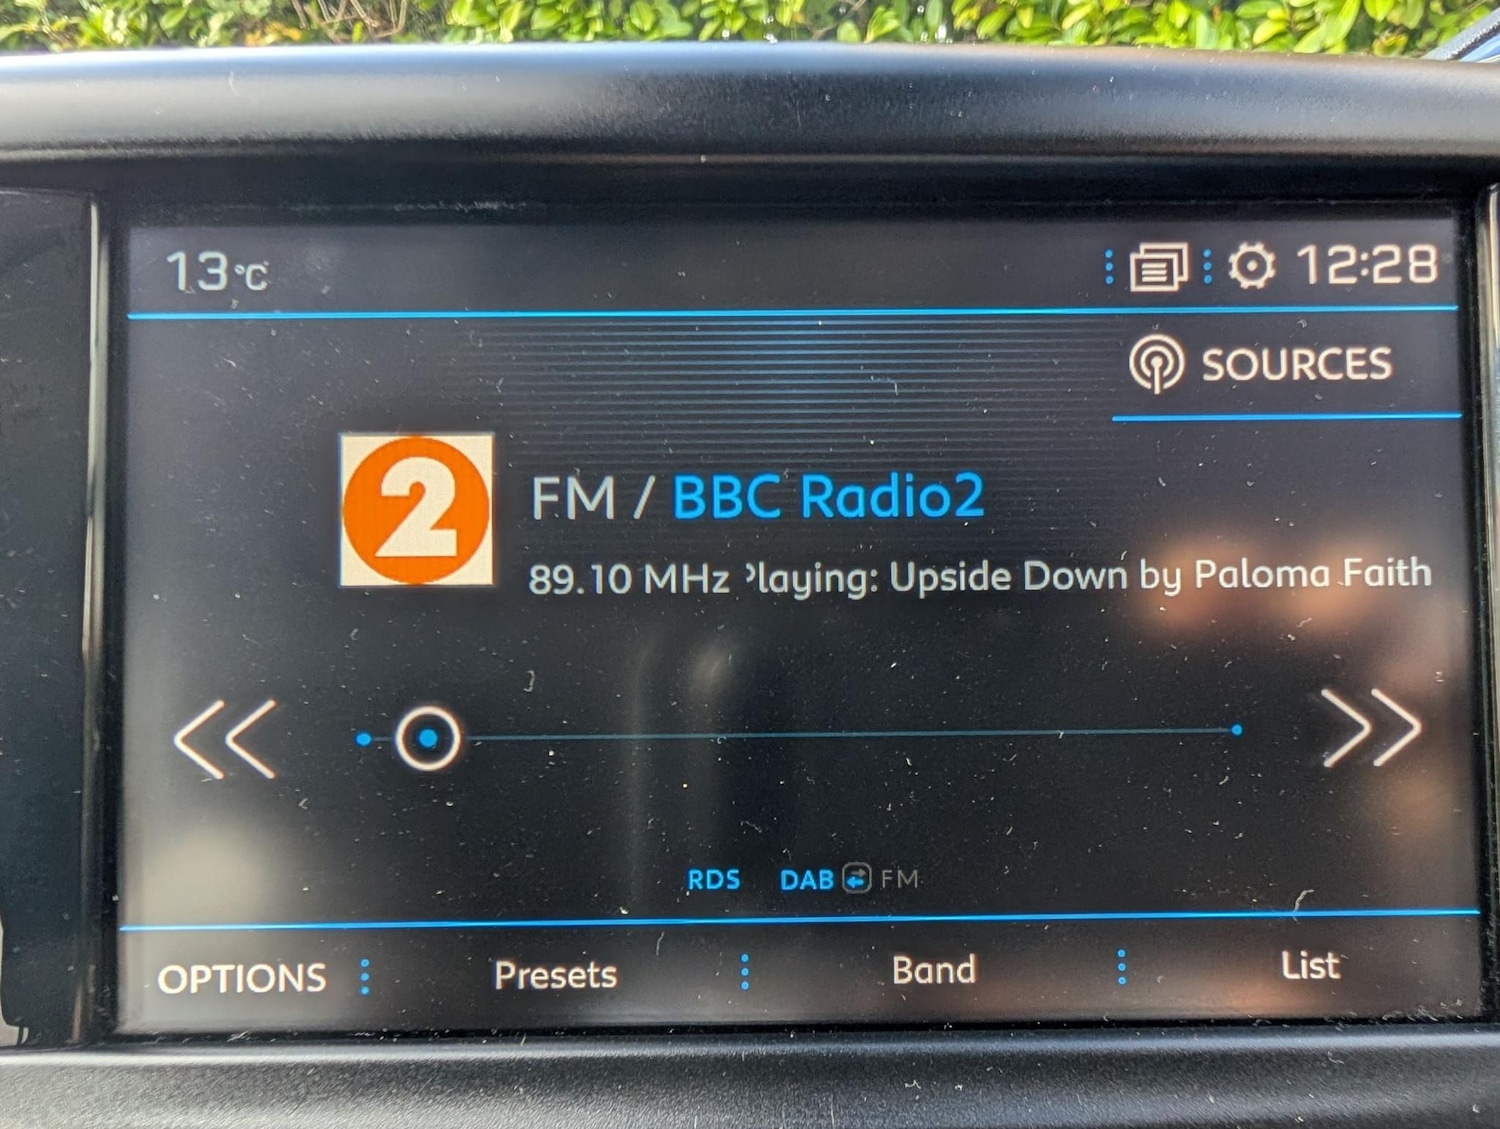 13°C
12:28
SOURCES
2
FM / BBC Radio2
89.10 MHz Playing: Upside Down by Paloma Faith
RDS DAB FM
OPTIONS Presets Band List